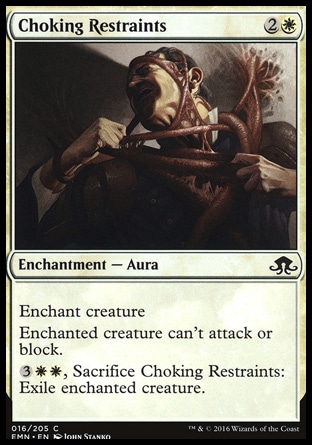 Choking Restraints 2
Enchantment — Aura
Enchant creature
Enchanted creature can't attack or
block.
3, Sacrifice Choking Restraints:
Exile enchanted creature.
016/205 C
EMN • EN John Stanko ™ & © 2016 Wizards of the Coast